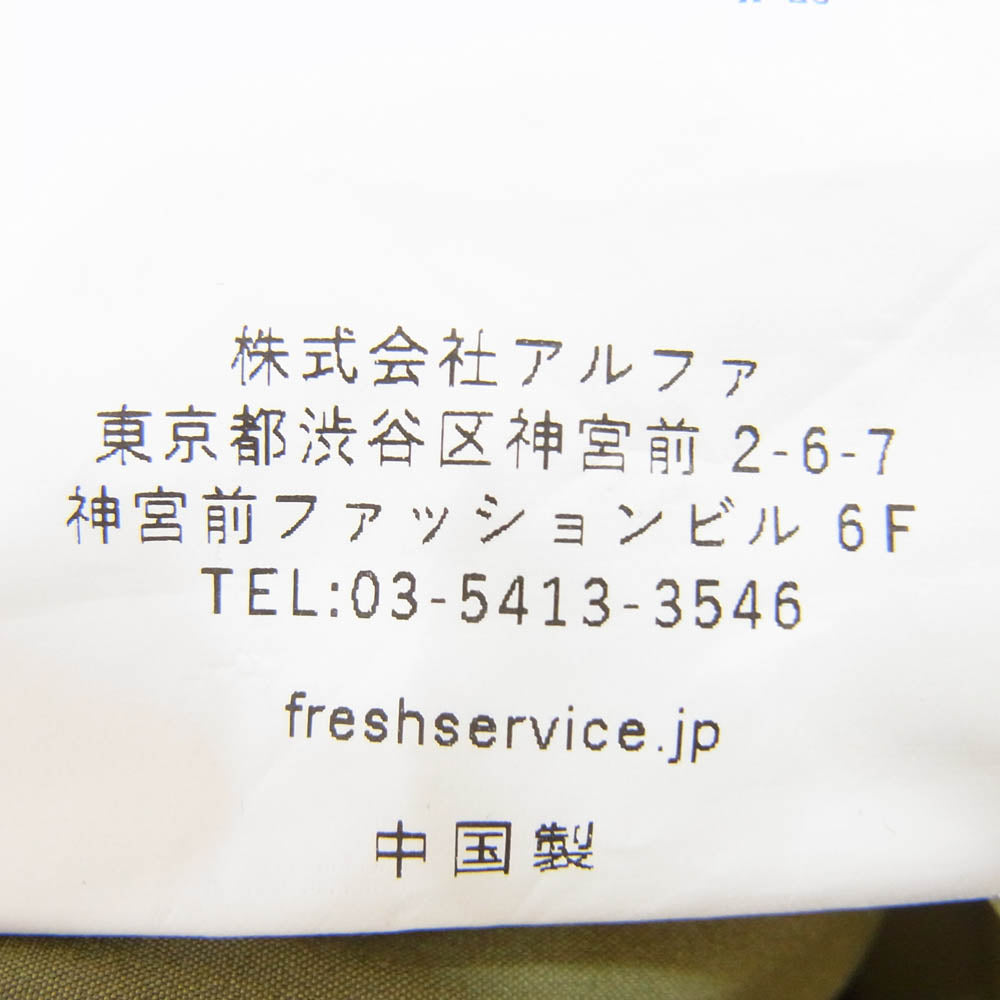 株式会社アルファ
東京都渋谷区神宮前 2-6-7
神宮前ファッションビル 6F
TEL:03-5413-3546
freshservice.jp
中国製